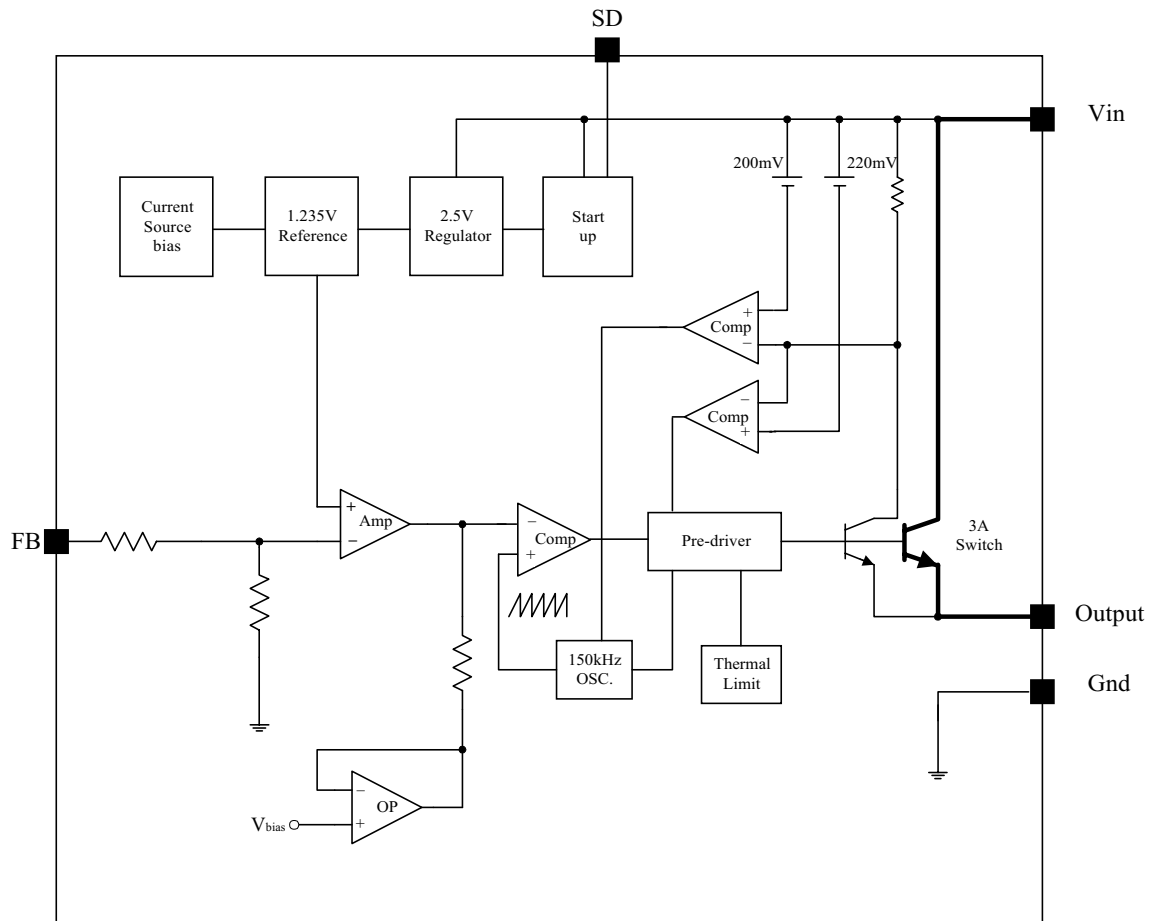 SD
Vin
200mV
220mV
Current
Source
bias
1.235V
Reference
2.5V
Regulator
Start
up
+
Comp
−
−
Comp
+
FB
+
Amp
−
−
Comp
+
Pre-driver
3A
Switch
150kHz
OSC.
Thermal
Limit
Output
Gnd
−
OP
+
Vbias